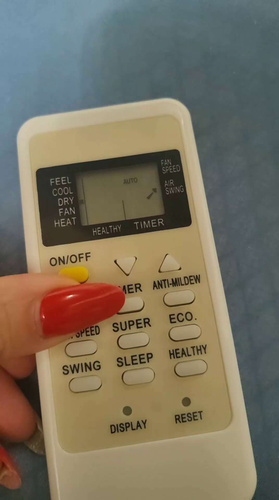 FEEL
COOL
DRY
FAN
HEAT
AUTO
FAN
SPEED
AIR
SWING
HEALTHY TIMER
ON/OFF
ANTI-MILDEW
SPEED SUPER ECO.
SWING SLEEP HEALTHY
DISPLAY RESET